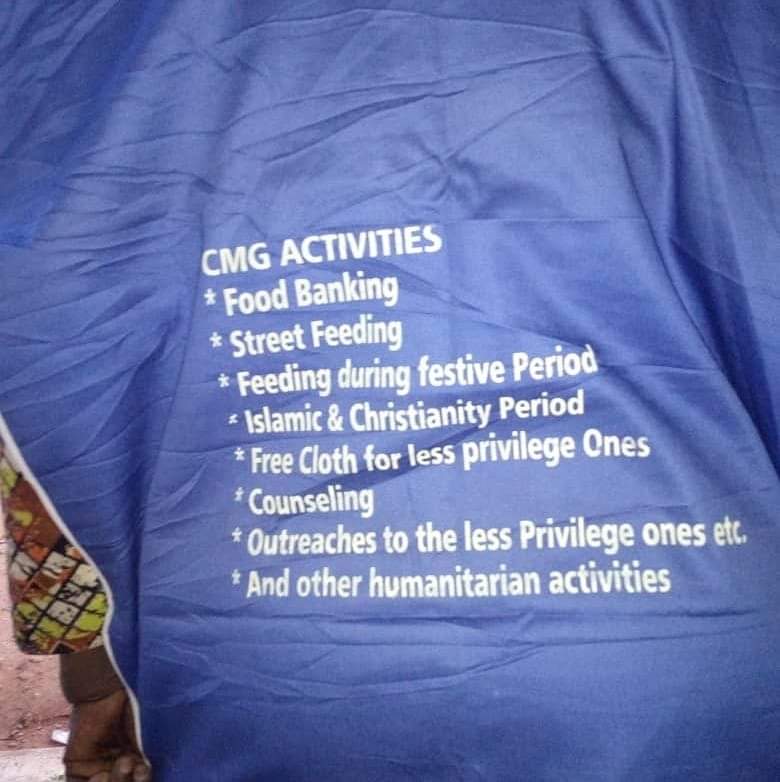 CMG ACTIVITIES
* Food Banking
* Street Feeding
* Feeding during festive Period
* Islamic & Christianity Period
* Free Cloth for less privilege Ones
* Counseling
* Outreaches to the less Privilege ones etc.
* And other humanitarian activities